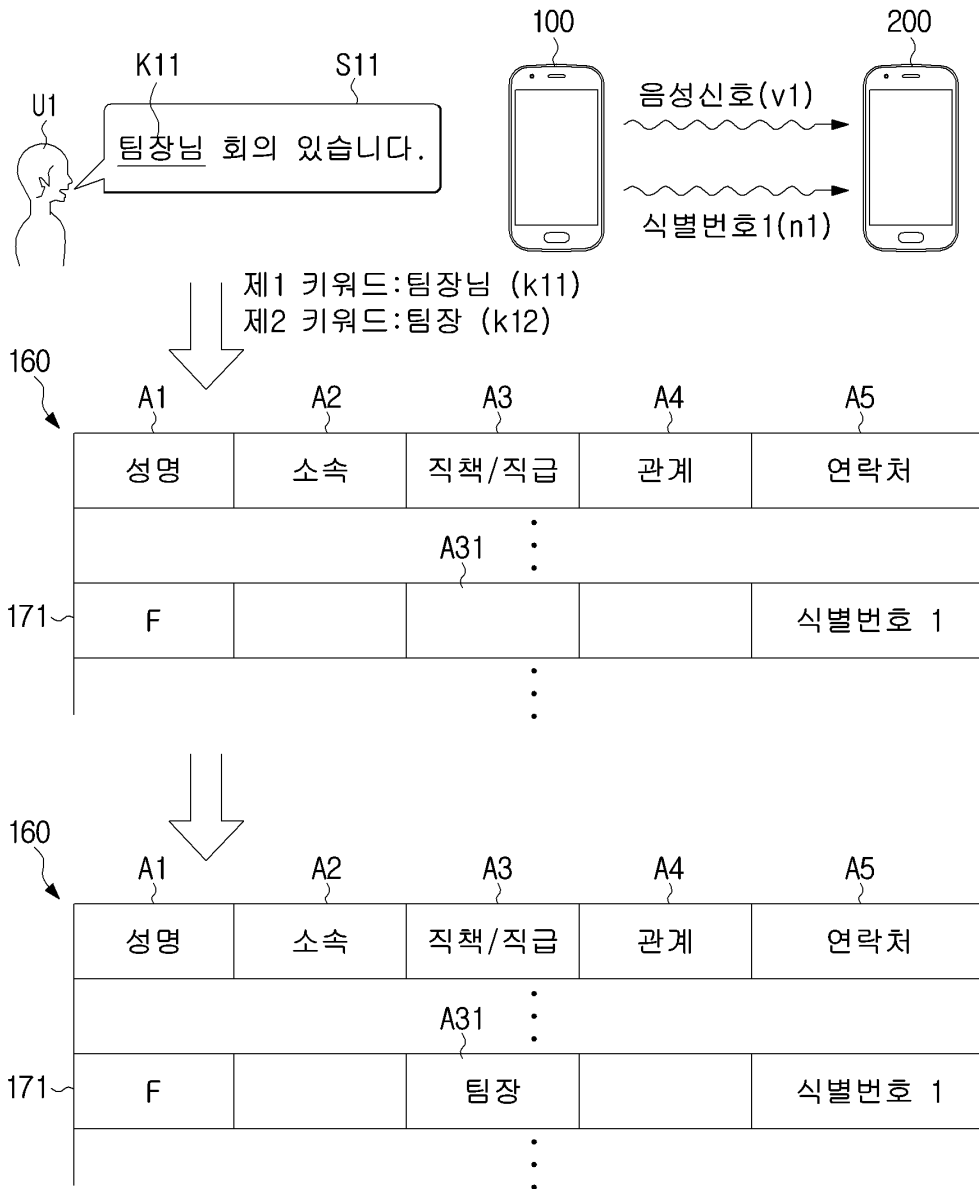 100
200
K11
S11
U1
팀장님 회의 있습니다.
음성신호(v1)
식별번호1(n1)
제1 키워드:팀장님 (k11)
제2 키워드:팀장 (k12)
160
A1 A2 A3 A4 A5
성명 소속 직책/직급 관계 연락처
A31
171 F 식별번호 1
160
A1 A2 A3 A4 A5
성명 소속 직책/직급 관계 연락처
A31
171 F 팀장 식별번호 1